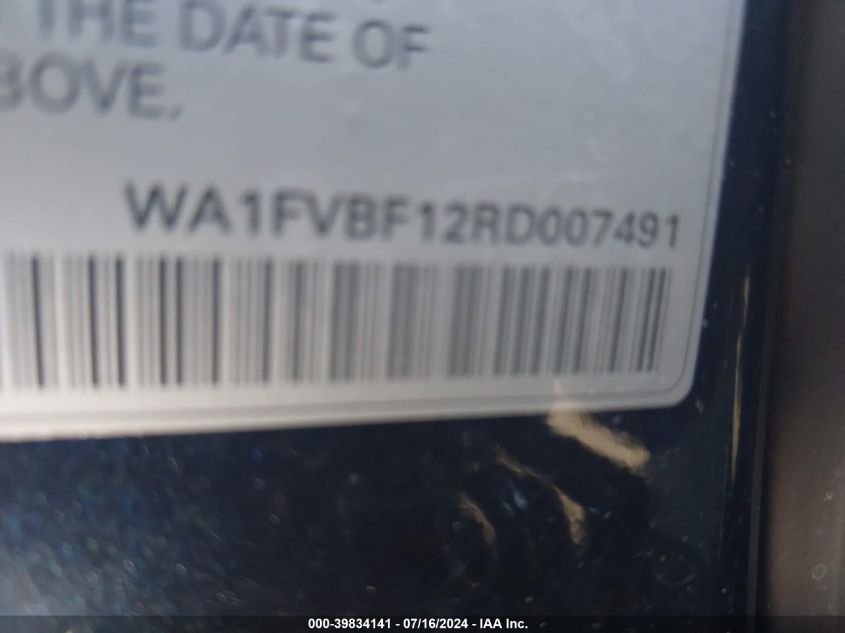 THE DATE OF
BOVE.
WA1FVBF12RD007491
000-39834141 - 07/16/2024 - IAA Inc.